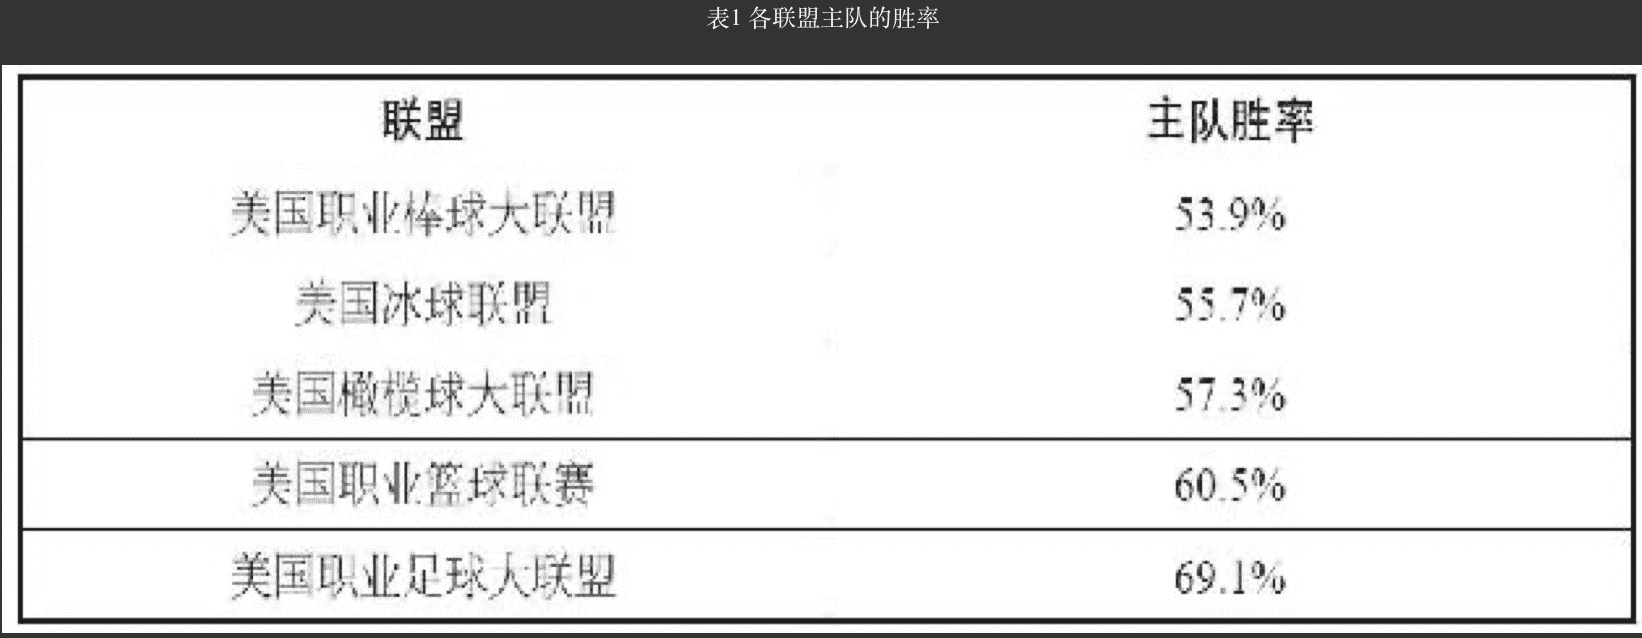 表1 各联盟主队的胜率
联盟 主队胜率
美国职业棒球大联盟 53.9%
美国冰球联盟 55.7%
美国橄榄球大联盟 57.3%
美国职业篮球联赛 60.5%
美国职业足球大联盟 69.1%